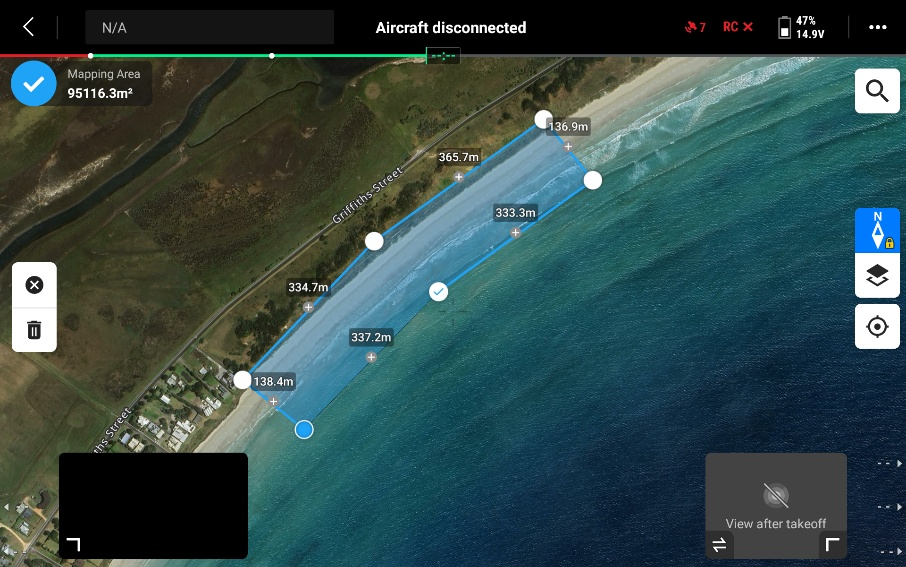 N/A
Aircraft disconnected
7
RC
47%
14.9V
Mapping Area
95116.3m²
136.9m
365.7m
Griffiths Street
333.3m
N
334.7m
337.2m
138.4m
ths Street
View after takeoff